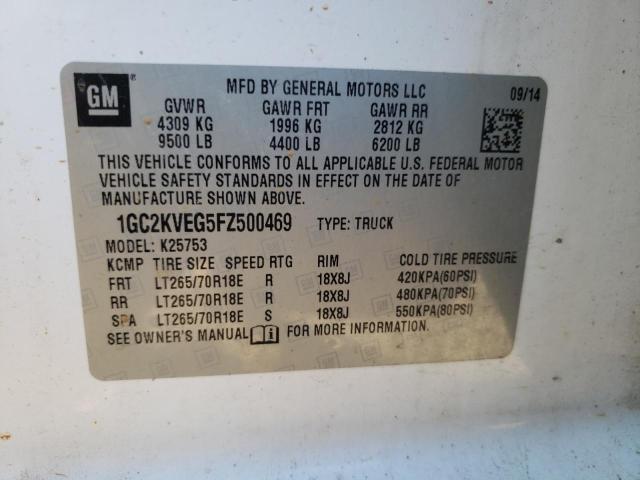 GM ®
MFD BY GENERAL MOTORS LLC 09/14
GVWR GAWR FRT GAWR RR
4309 KG 1996 KG 2812 KG
9500 LB 4400 LB 6200 LB
THIS VEHICLE CONFORMS TO ALL APPLICABLE U.S. FEDERAL MOTOR
VEHICLE SAFETY STANDARDS IN EFFECT ON THE DATE OF
MANUFACTURE SHOWN ABOVE.
1GC2KVEG5FZ500469 TYPE: TRUCK
MODEL: K25753
KCMP TIRE SIZE SPEED RTG RIM COLD TIRE PRESSURE
FRT LT265/70R18E R 18X8J 420KPA(60PSI)
RR LT265/70R18E R 18X8J 480KPA(70PSI)
SPA LT265/70R18E S 18X8J 550KPA(80PSI)
SEE OWNER'S MANUAL FOR MORE INFORMATION.